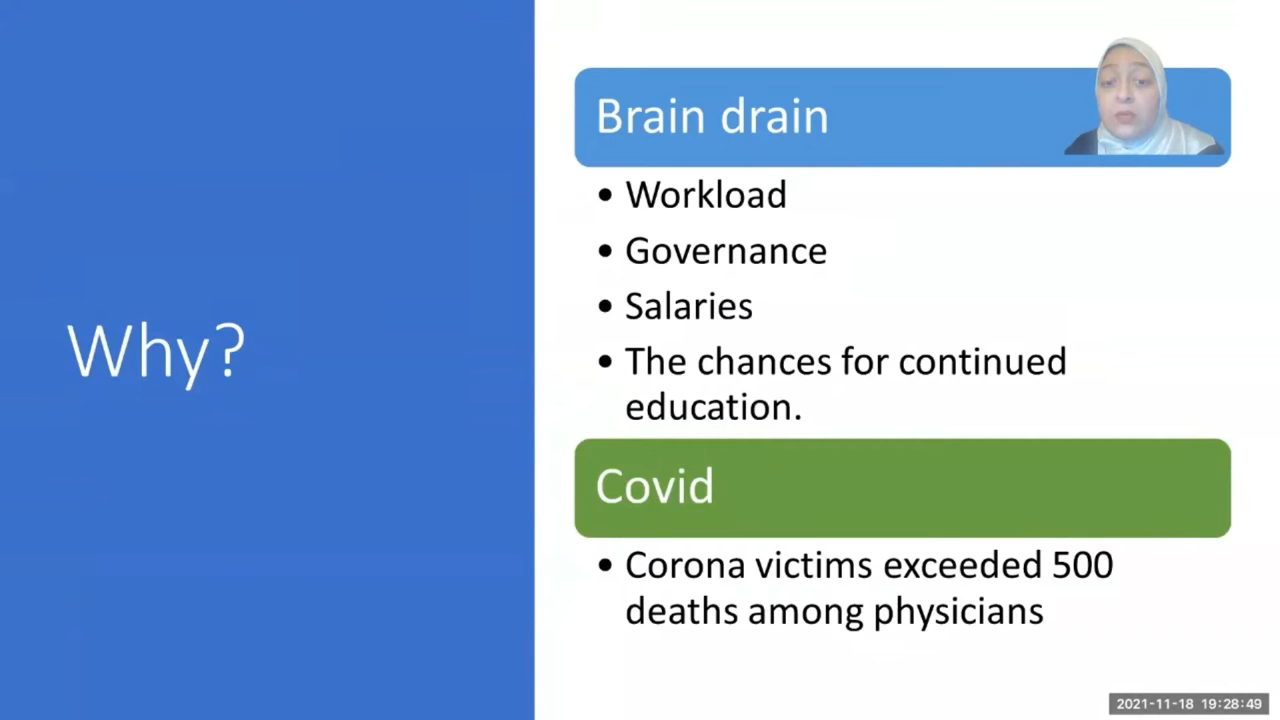 Why?
Brain drain
• Workload
• Governance
• Salaries
• The chances for continued
education.
Covid
• Corona victims exceeded 500
deaths among physicians
2021-11-18 19:28:49